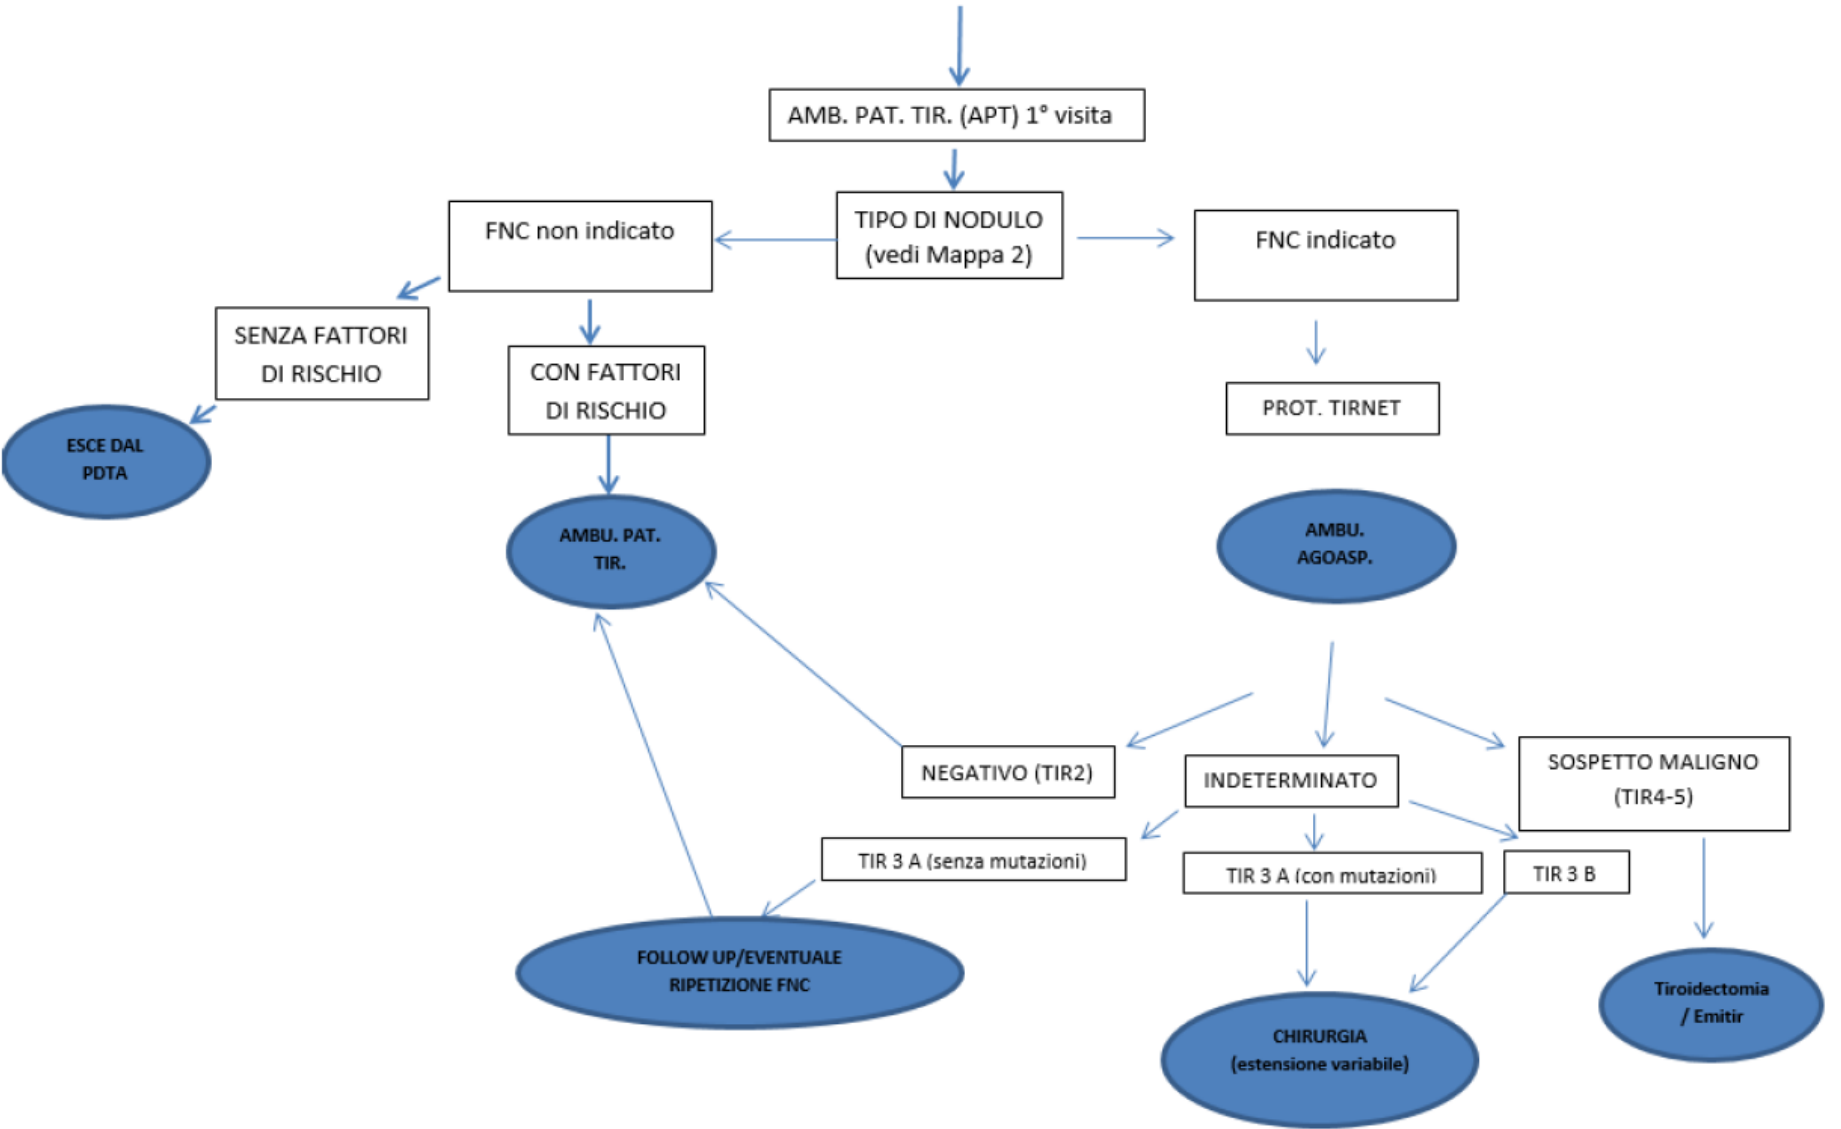 AMB. PAT. TIR. (APT) 1° visita
TIPO DI NODULO
(vedi Mappa 2)
FNC non indicato
FNC indicato
SENZA FATTORI
DI RISCHIO
CON FATTORI
DI RISCHIO
PROT. TIRNET
ESCE DAL
PDTA
AMBU. PAT.
TIR.
AMBU.
AGOASP.
NEGATIVO (TIR2)
INDETERMINATO
SOSPETTO MALIGNO
(TIR4-5)
TIR 3 A (senza mutazioni)
TIR 3 A (con mutazioni)
TIR 3 B
FOLLOW UP/EVENTUALE
RIPETIZIONE FNC
CHIRURGIA
(estensione variabile)
Tiroidectomia
/ Emitir